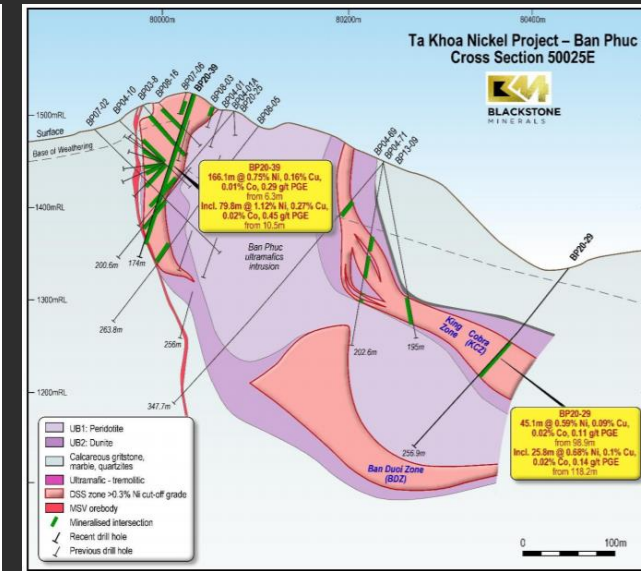 80000m
80200m
80400m
Ta Khoa Nickel Project – Ban Phuc
Cross Section 50025E
BLACKSTONE
MINERALS
BP07-02
BP04-10
BP03-8
BP08-16
BP07-06
BP20-39
BP08-03
BP04-01
BP04-01A
BP20-25
BP08-05
BP04-69
BP04-71
BP13-09
BP20-29
1500mRL
Surface
Base of Weathering
1400mRL
1300mRL
1200mRL
BP20-39
166.1m @ 0.75% Ni, 0.16% Cu,
0.01% Co, 0.29 g/t PGE
from 6.3m
Incl. 79.8m @ 1.12% Ni, 0.27% Cu,
0.02% Co, 0.45 g/t PGE
from 10.5m
Ban Phuc
ultramafics
intrusion
200.6m
174m
263.8m
256m
347.7m
202.6m
195m
256.9m
King Cobra
Zone (KCZ)
Ban Duoi Zone
(BDZ)
BP20-29
45.1m @ 0.59% Ni, 0.09% Cu,
0.02% Co, 0.11 g/t PGE
from 98.9m
Incl. 25.8m @ 0.68% Ni, 0.1% Cu,
0.02% Co, 0.14 g/t PGE
from 118.2m
UB1: Peridotite
UB2: Dunite
Calcareous gritstone,
marble, quartzites
Ultramafic - tremolitic
DSS zone >0.3% Ni cut-off grade
MSV orebody
Mineralised intersection
Recent drill hole
Previous drill hole
0
100m